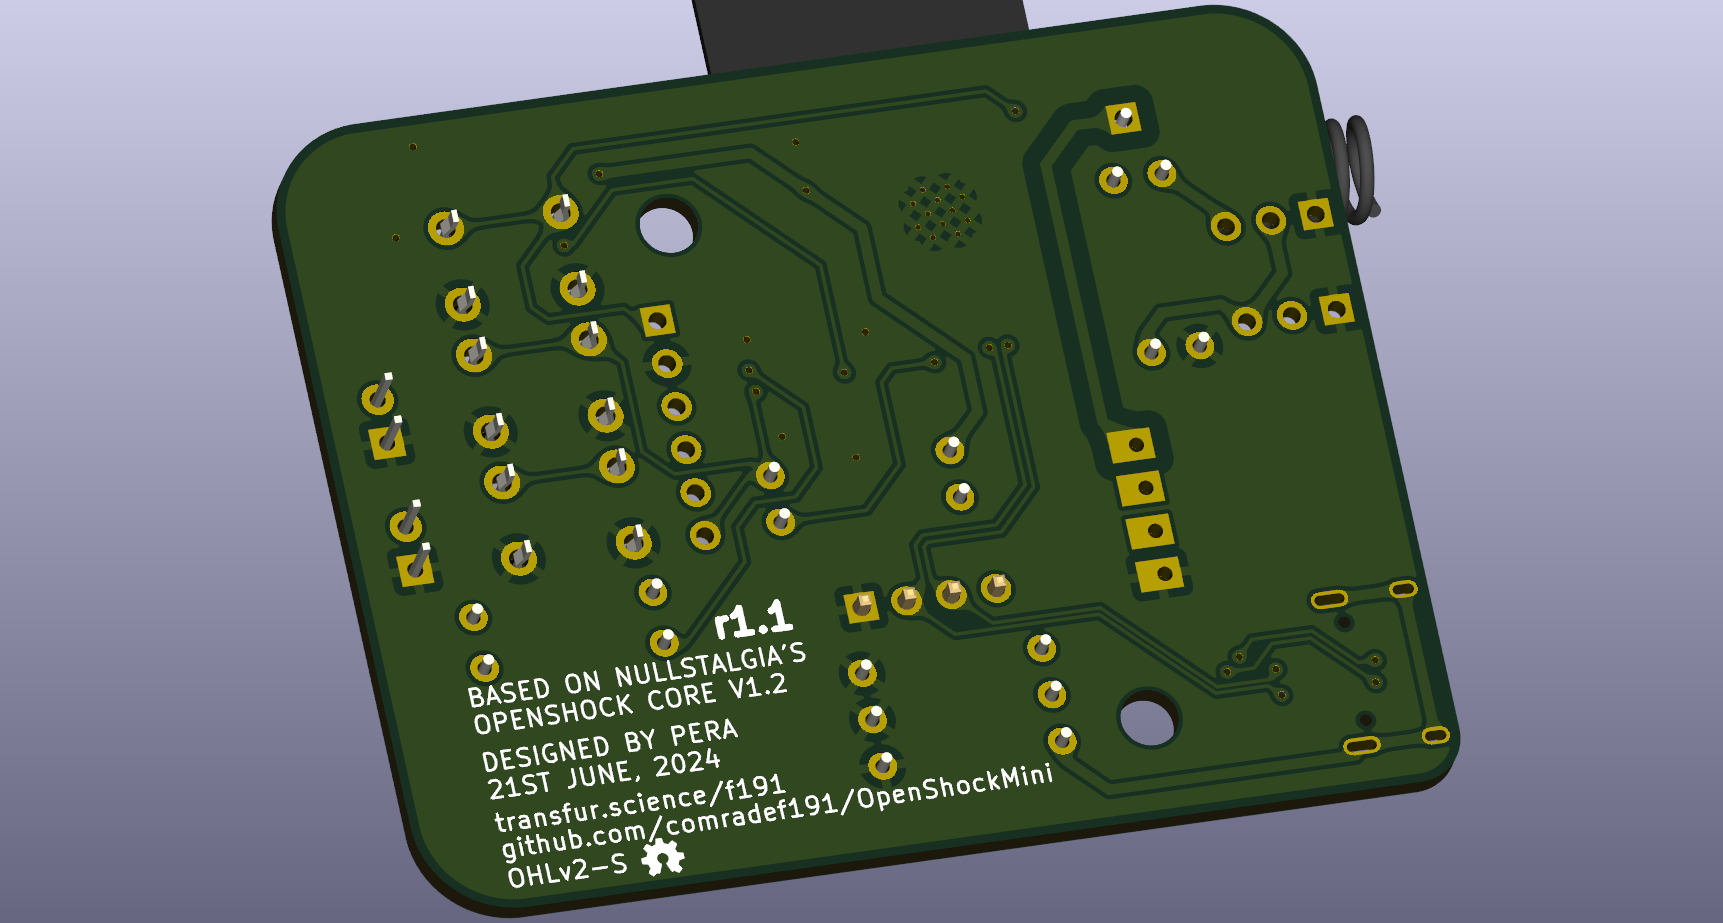 r1.1
BASED ON NULLSTALGIA'S
OPENSHOCK CORE V1.2
DESIGNED BY PERA
21ST JUNE, 2024
transfur.science/f191
github.com/comradef191/OpenShockMini
OHLv2-S